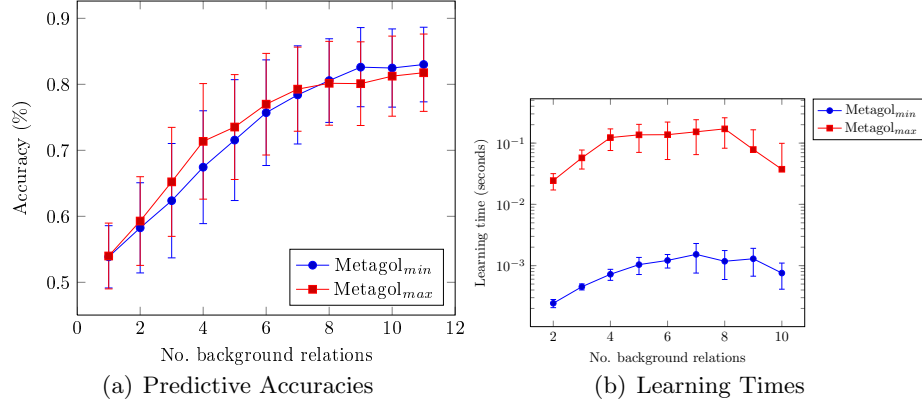 0.9
0.8
0.7
0.6
0.5
Accuracy (%)
0 2 4 6 8 10 12
No. background relations
Metagol_min
Metagol_max
(a) Predictive Accuracies
10^−1
10^−2
10^−3
Learning time (seconds)
2 4 6 8 10
No. background relations
Metagol_min
Metagol_max
(b) Learning Times